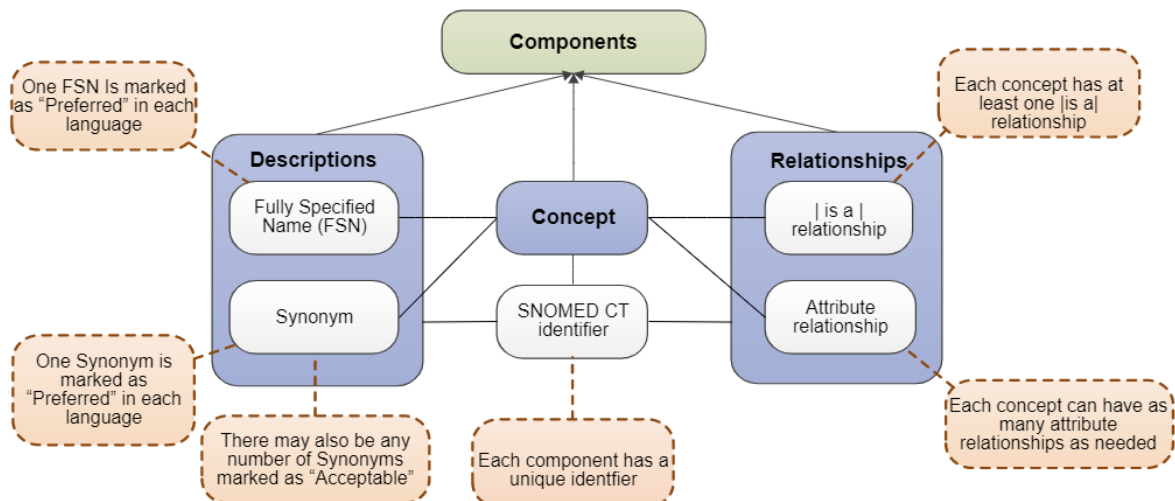 Components
One FSN Is marked
as “Preferred” in each
language
Each concept has at
least one |is a|
relationship
Descriptions
Fully Specified
Name (FSN)
Synonym
Concept
SNOMED CT
identifier
Relationships
| is a |
relationship
Attribute
relationship
One Synonym is
marked as
“Preferred” in each
language
There may also be any
number of Synonyms
marked as “Acceptable”
Each component has a
unique identfier
Each concept can have as
many attribute
relationships as needed